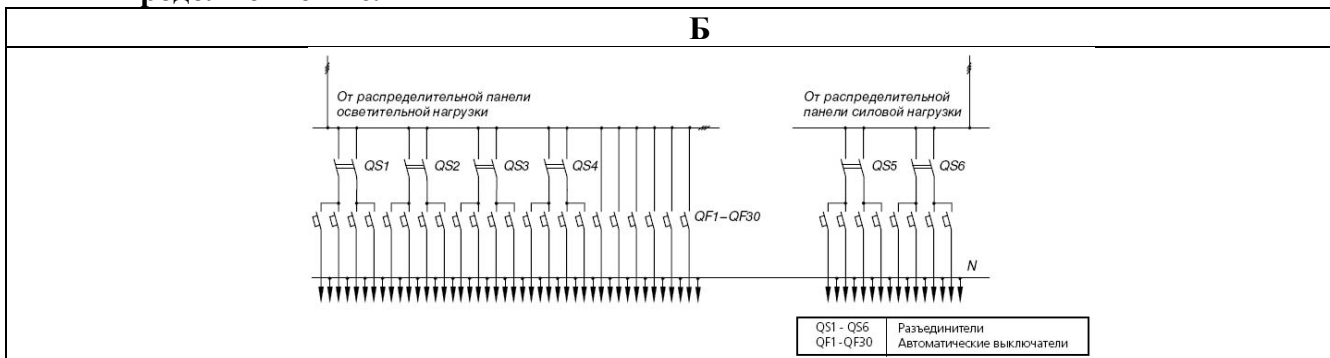 Б
От распределительной панели
осветительной нагрузки
От распределительной
панели силовой нагрузки
QS1
QS2
QS3
QS4
QS5
QS6
QF1–QF30
N
QS1 - QS6 Разъединители
QF1 -QF30 Автоматические выключатели